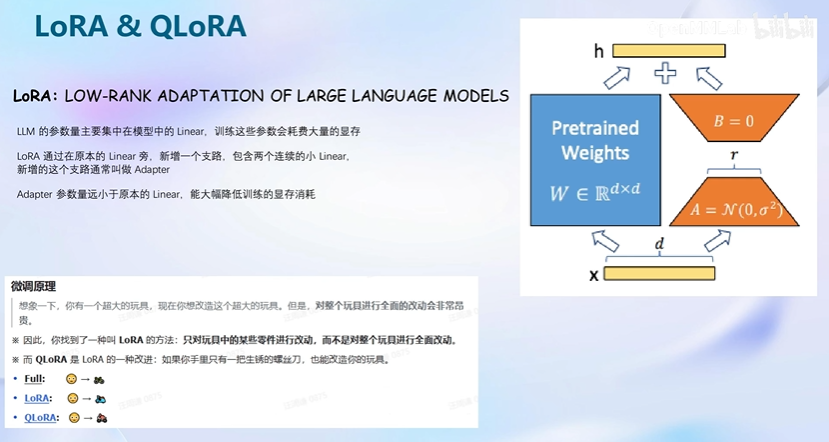 LoRA & QLoRA
LoRA: LOW-RANK ADAPTATION OF LARGE LANGUAGE MODELS
LLM 的参数量主要集中在模型中的 Linear，训练这些参数会耗费大量的显存
LoRA 通过在原本的 Linear 旁，新增一个支路，包含两个连续的小 Linear，
新增的这个支路通常叫做 Adapter
Adapter 参数量远小于原本的 Linear，能大幅降低训练的显存消耗
h
Pretrained
Weights
W ∈ ℝ^{d×d}
B = 0
r
A = 𝒩(0, σ²)
d
x
微调原理
想象一下，你有一个超大的玩具，现在你想改造这个超大的玩具。但是，对整个玩具进行全面的改动会非常昂
贵。
※ 因此，你找到了一种叫 LoRA 的方法：只对玩具中的某些零件进行改动，而不是对整个玩具进行全面改动。
※ 而 QLoRA 是 LoRA 的一种改进：如果你手里只有一把生锈的螺丝刀，也能改造你的玩具。
• Full: 😳 → 🏍
• LoRA: 😳 → 🛵
• QLoRA: 😳 → 🏍
bilibili